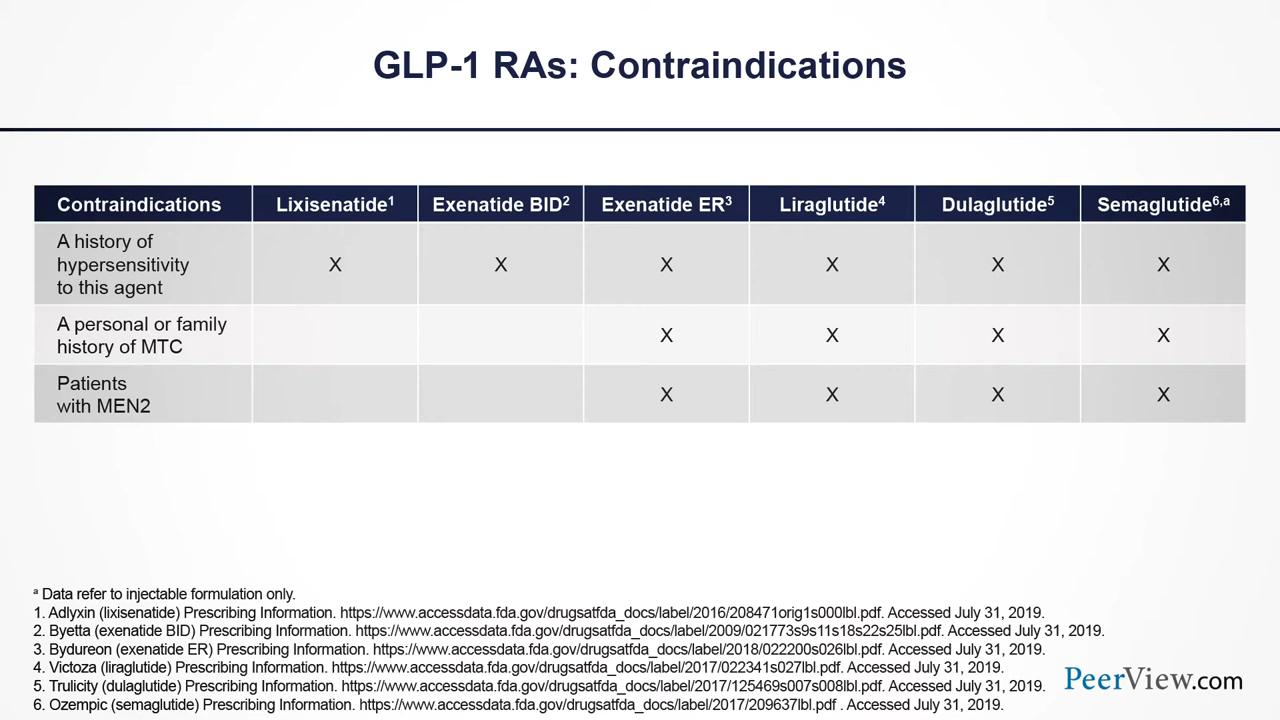 GLP-1 RAs: Contraindications
Contraindications Lixisenatide¹ Exenatide BID² Exenatide ER³ Liraglutide⁴ Dulaglutide⁵ Semaglutide⁶,ᵃ
A history of
hypersensitivity X X X X X X
to this agent
A personal or family
history of MTC X X X X
Patients
with MEN2 X X X X
ᵃ Data refer to injectable formulation only.
1. Adlyxin (lixisenatide) Prescribing Information. https://www.accessdata.fda.gov/drugsatfda_docs/label/2016/208471orig1s000lbl.pdf. Accessed July 31, 2019.
2. Byetta (exenatide BID) Prescribing Information. https://www.accessdata.fda.gov/drugsatfda_docs/label/2009/021773s9s11s18s22s25lbl.pdf. Accessed July 31, 2019.
3. Bydureon (exenatide ER) Prescribing Information. https://www.accessdata.fda.gov/drugsatfda_docs/label/2018/022200s026lbl.pdf. Accessed July 31, 2019.
4. Victoza (liraglutide) Prescribing Information. https://www.accessdata.fda.gov/drugsatfda_docs/label/2017/022341s027lbl.pdf. Accessed July 31, 2019.
5. Trulicity (dulaglutide) Prescribing Information. https://www.accessdata.fda.gov/drugsatfda_docs/label/2017/125469s007s008lbl.pdf. Accessed July 31, 2019.
6. Ozempic (semaglutide) Prescribing Information. https://www.accessdata.fda.gov/drugsatfda_docs/label/2017/209637lbl.pdf . Accessed July 31, 2019.
PeerView.com